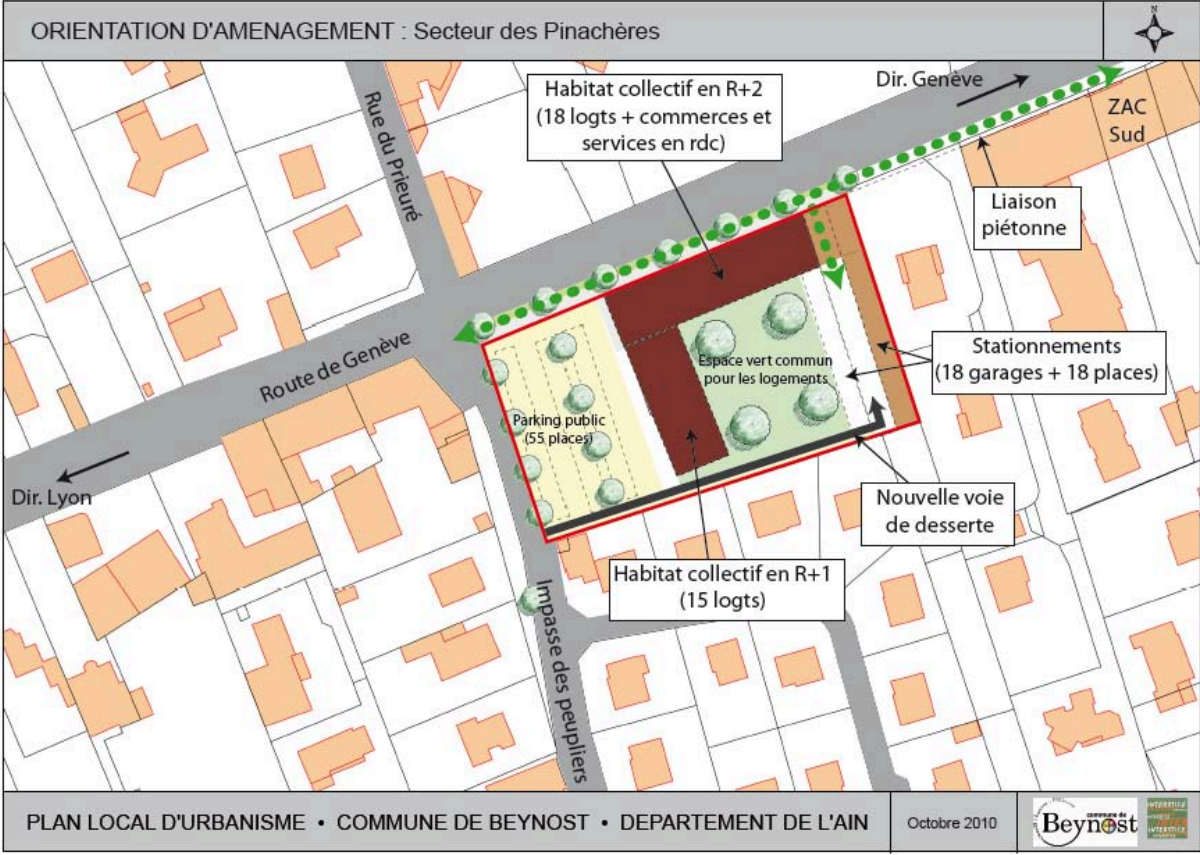 ORIENTATION D'AMENAGEMENT : Secteur des Pinachères
N
Habitat collectif en R+2
(18 logts + commerces et
services en rdc)
Dir. Genève
ZAC
Sud
Rue du Prieuré
Liaison
piétonne
Route de Genève
Stationnements
(18 garages + 18 places)
Espace vert commun
pour les logements
Parking public
(55 places)
Dir. Lyon
Nouvelle voie
de desserte
Habitat collectif en R+1
(15 logts)
Impasse des peupliers
PLAN LOCAL D'URBANISME • COMMUNE DE BEYNOST • DEPARTEMENT DE L'AIN
Octobre 2010
commune de
Beynost
INTERSTICE